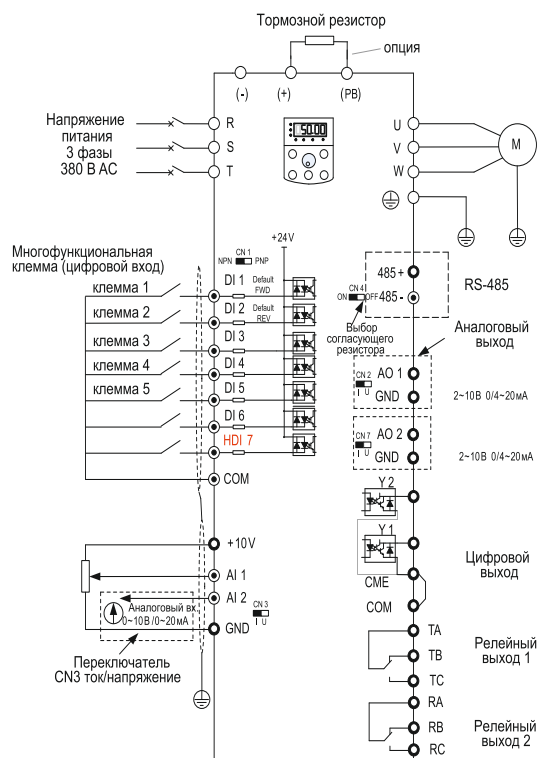 Тормозной резистор
опция
(-)
(+)
(PB)
Напряжение
питания
3 фазы
380 В AC
R
S
T
50.00
U
V
W
M
Многофункциональная
клемма (цифровой вход)
CN 1
NPN
PNP
+24V
клемма 1
DI 1
Default
FWD
клемма 2
DI 2
Default
REV
клемма 3
DI 3
клемма 4
DI 4
клемма 5
DI 5
DI 6
HDI 7
COM
485+
CN 4
ON
OFF
485-
RS-485
Выбор
согласующего
резистора
Аналоговый
выход
CN 2
I U
AO 1
GND
2~10В 0/4~20мА
CN 7
I U
AO 2
GND
2~10В 0/4~20мА
Y 2
Y 1
CME
COM
Цифровой
выход
+10V
AI 1
AI 2
CN 3
I U
Аналоговый вх.
0~10В/0~20мА
GND
Переключатель
CN3 ток/напряжение
TA
TB
TC
Релейный
выход 1
RA
RB
RC
Релейный
выход 2